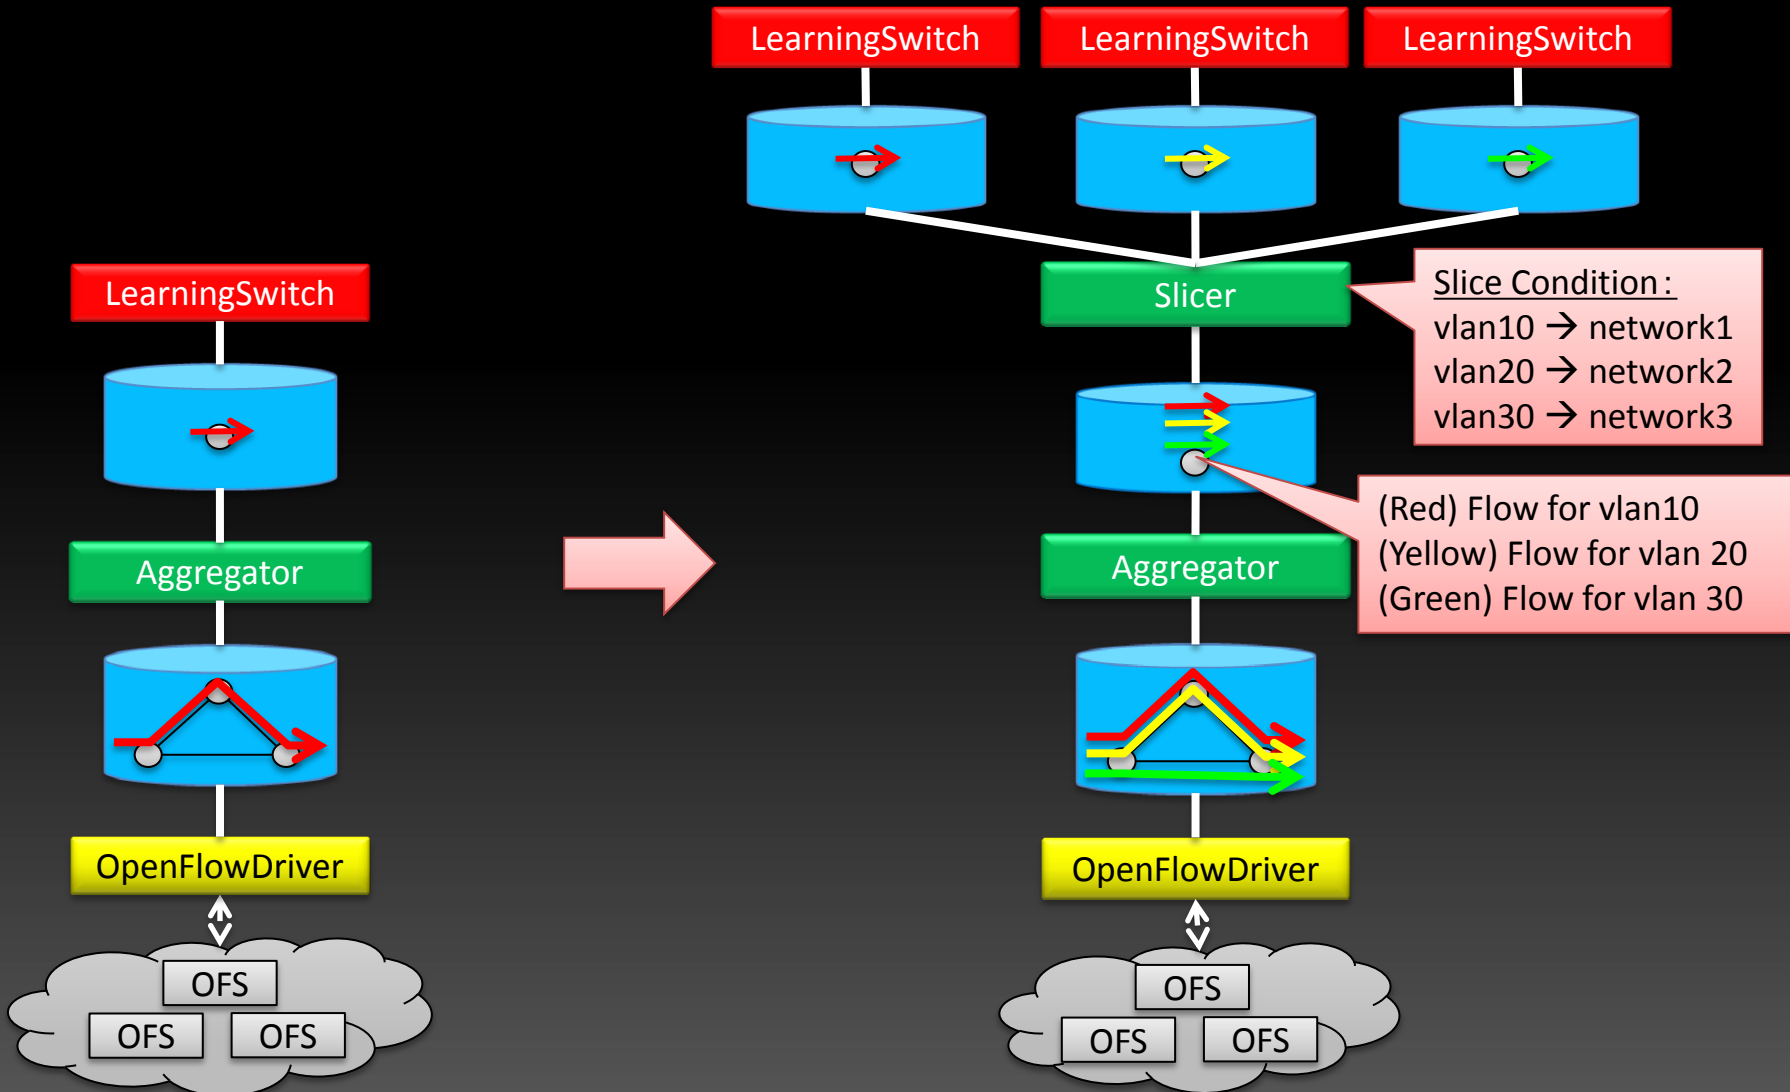 LearningSwitch
Aggregator
OpenFlowDriver
OFS
OFS OFS
LearningSwitch LearningSwitch LearningSwitch
Slicer
Slice Condition :
vlan10 → network1
vlan20 → network2
vlan30 → network3
(Red) Flow for vlan10
(Yellow) Flow for vlan 20
(Green) Flow for vlan 30
Aggregator
OpenFlowDriver
OFS
OFS OFS